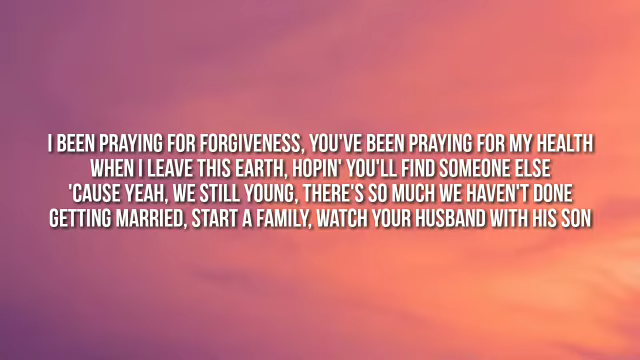 I BEEN PRAYING FOR FORGIVENESS, YOU'VE BEEN PRAYING FOR MY HEALTH
WHEN I LEAVE THIS EARTH, HOPIN' YOU'LL FIND SOMEONE ELSE
'CAUSE YEAH, WE STILL YOUNG, THERE'S SO MUCH WE HAVEN'T DONE
GETTING MARRIED, START A FAMILY, WATCH YOUR HUSBAND WITH HIS SON